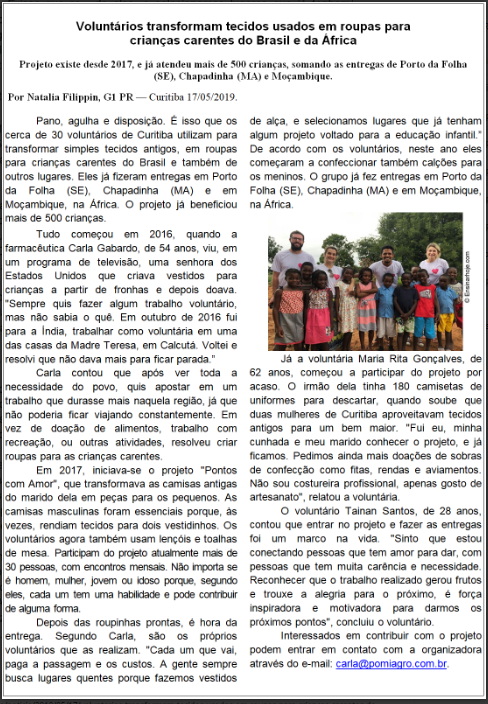 Voluntários transformam tecidos usados em roupas para
crianças carentes do Brasil e da África
Projeto existe desde 2017, e já atendeu mais de 500 crianças, somando as entregas de Porto da Folha
(SE), Chapadinha (MA) e Moçambique.
Por Natalia Filippin, G1 PR — Curitiba 17/05/2019.
Pano, agulha e disposição. É isso que os
cerca de 30 voluntários de Curitiba utilizam para
transformar simples tecidos antigos, em roupas
para crianças carentes do Brasil e também de
outros lugares. Eles já fizeram entregas em Porto
da Folha (SE), Chapadinha (MA) e em
Moçambique, na África. O projeto já beneficiou
mais de 500 crianças.
Tudo começou em 2016, quando a
farmacêutica Carla Gabardo, de 54 anos, viu, em
um programa de televisão, uma senhora dos
Estados Unidos que criava vestidos para
crianças a partir de fronhas e depois doava.
"Sempre quis fazer algum trabalho voluntário,
mas não sabia o quê. Em outubro de 2016 fui
para a Índia, trabalhar como voluntária em uma
das casas da Madre Teresa, em Calcutá. Voltei e
resolvi que não dava mais para ficar parada."
Carla contou que após ver toda a
necessidade do povo, quis apostar em um
trabalho que durasse mais naquela região, já que
não poderia ficar viajando constantemente. Em
vez de doação de alimentos, trabalho com
recreação, ou outras atividades, resolveu criar
roupas para as crianças carentes.
Em 2017, iniciava-se o projeto "Pontos
com Amor", que transformava as camisas antigas
do marido dela em peças para os pequenos. As
camisas masculinas foram essenciais porque, às
vezes, rendiam tecidos para dois vestidinhos. Os
voluntários agora também usam lençóis e toalhas
de mesa. Participam do projeto atualmente mais de
30 pessoas, com encontros mensais. Não importa se
é homem, mulher, jovem ou idoso porque, segundo
eles, cada um tem uma habilidade e pode contribuir
de alguma forma.
Depois das roupinhas prontas, é hora da
entrega. Segundo Carla, são os próprios
voluntários que as realizam. "Cada um que vai,
paga a passagem e os custos. A gente sempre
busca lugares quentes porque fazemos vestidos
de alça, e selecionamos lugares que já tenham
algum projeto voltado para a educação infantil."
De acordo com os voluntários, neste ano eles
começaram a confeccionar também calções para
os meninos. O grupo já fez entregas em Porto da
Folha (SE), Chapadinha (MA) e em Moçambique,
na África.
© Ensinarhoje.com
Já a voluntária Maria Rita Gonçalves, de
62 anos, começou a participar do projeto por
acaso. O irmão dela tinha 180 camisetas de
uniformes para descartar, quando soube que
duas mulheres de Curitiba aproveitavam tecidos
antigos para um bem maior. "Fui eu, minha
cunhada e meu marido conhecer o projeto, e já
ficamos. Pedimos ainda mais doações de sobras
de confecção como fitas, rendas e aviamentos.
Não sou costureira profissional, apenas gosto de
artesanato", relatou a voluntária.
O voluntário Tainan Santos, de 28 anos,
contou que entrar no projeto e fazer as entregas
foi um marco na vida. "Sinto que estou
conectando pessoas que tem amor para dar, com
pessoas que tem muita carência e necessidade.
Reconhecer que o trabalho realizado gerou frutos
e trouxe a alegria para o próximo, é força
inspiradora e motivadora para darmos os
próximos pontos", concluiu o voluntário.
Interessados em contribuir com o projeto
podem entrar em contato com a organizadora
através do e-mail: carla@pomiagro.com.br.